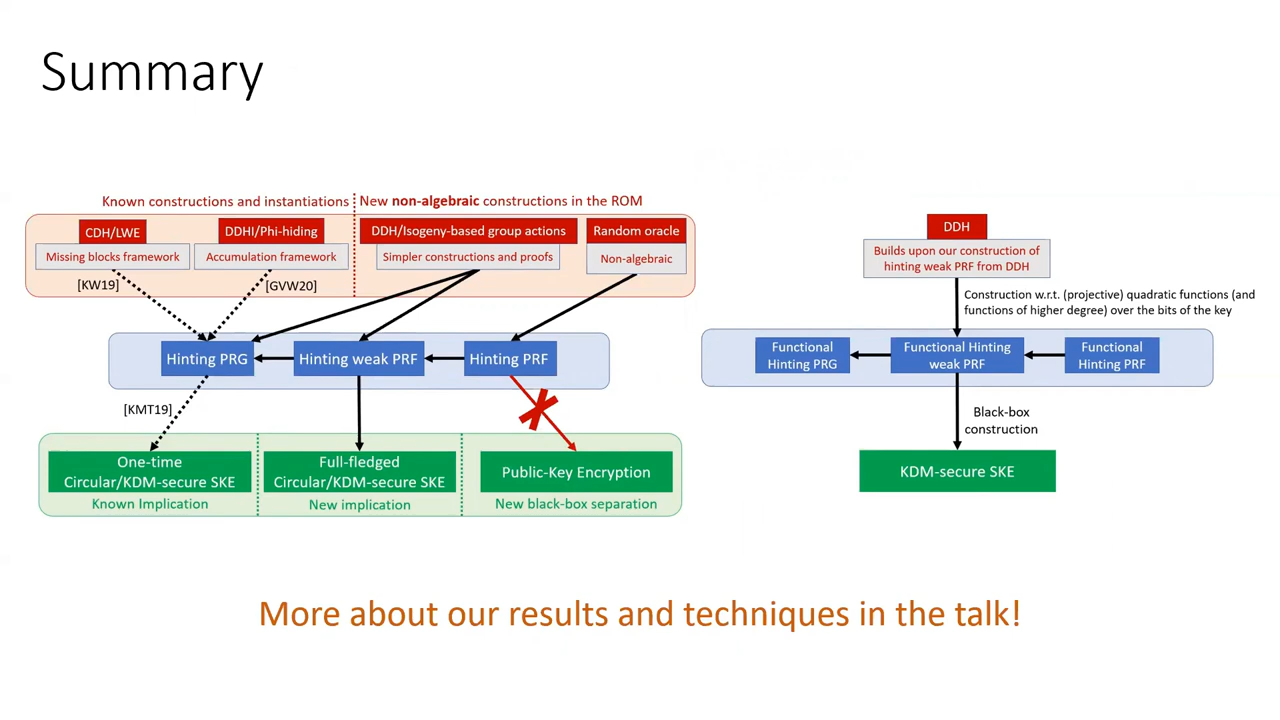 Summary
Known constructions and instantiations
New non-algebraic constructions in the ROM
CDH/LWE
Missing blocks framework
DDHI/Phi-hiding
Accumulation framework
DDH/Isogeny-based group actions
Simpler constructions and proofs
Random oracle
Non-algebraic
[KW19]
[GVW20]
Hinting PRG
Hinting weak PRF
Hinting PRF
[KMT19]
One-time
Circular/KDM-secure SKE
Known Implication
Full-fledged
Circular/KDM-secure SKE
New implication
Public-Key Encryption
New black-box separation
DDH
Builds upon our construction of
hinting weak PRF from DDH
Construction w.r.t. (projective) quadratic functions (and
functions of higher degree) over the bits of the key
Functional
Hinting PRG
Functional Hinting
weak PRF
Functional
Hinting PRF
Black-box
construction
KDM-secure SKE
More about our results and techniques in the talk!